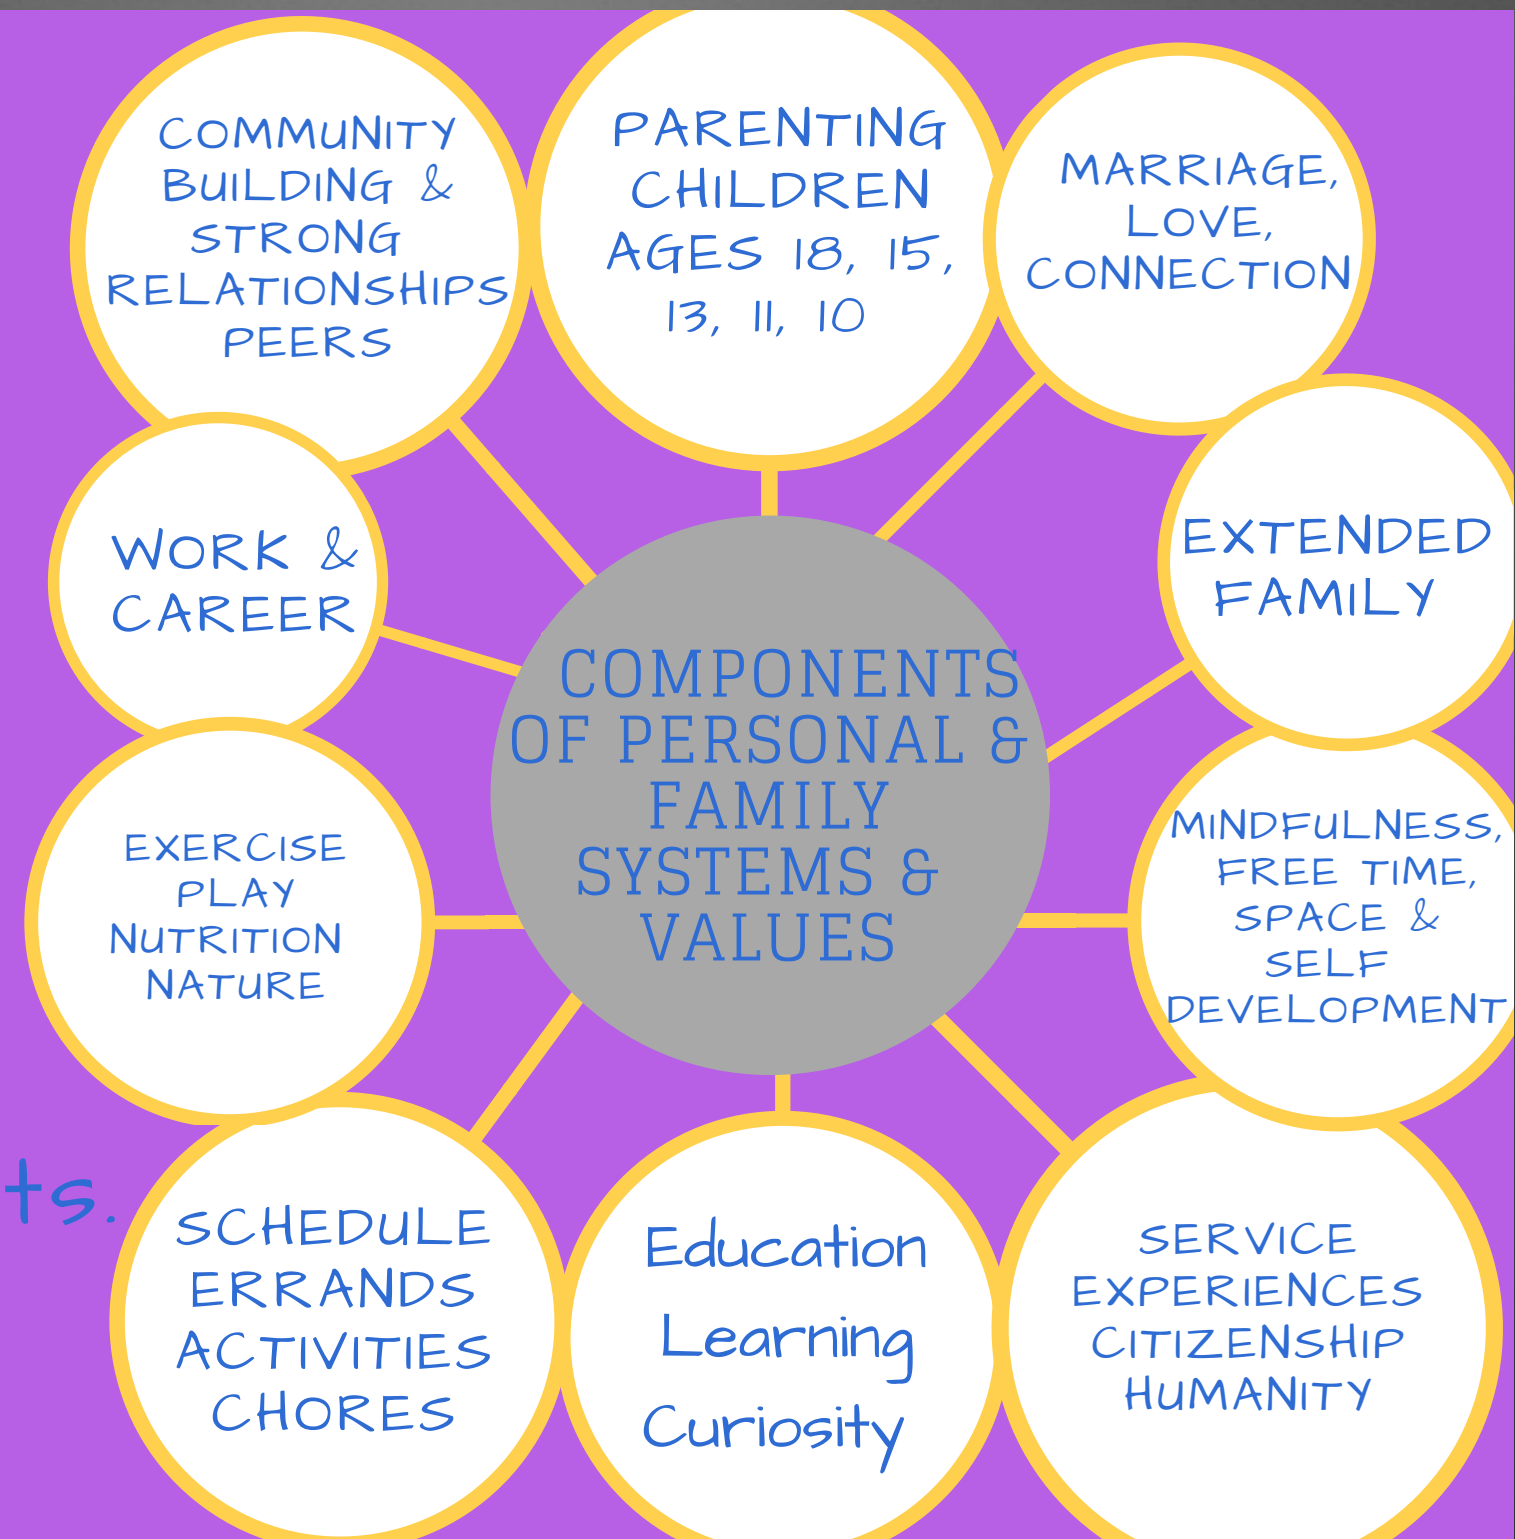 COMMUNITY
BUILDING &
STRONG
RELATIONSHIPS
PEERS
PARENTING
CHILDREN
AGES 18, 15,
13, 11, 10
MARRIAGE,
LOVE,
CONNECTION
WORK &
CAREER
EXTENDED
FAMILY
COMPONENTS
OF PERSONAL &
FAMILY
SYSTEMS &
VALUES
EXERCISE
PLAY
NUTRITION
NATURE
MINDFULNESS,
FREE TIME,
SPACE &
SELF
DEVELOPMENT
ts.
SCHEDULE
ERRANDS
ACTIVITIES
CHORES
Education
Learning
Curiosity
SERVICE
EXPERIENCES
CITIZENSHIP
HUMANITY